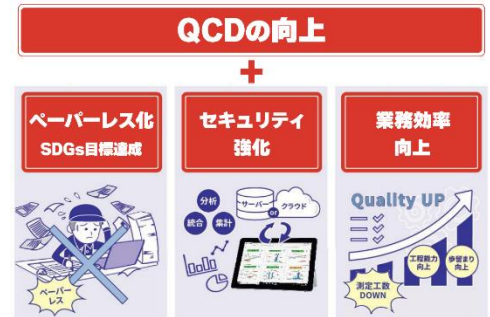 QCDの向上
+
ペーパーレス化
SDGs目標達成
セキュリティ
強化
業務効率
向上
ペーパー
レス
分析
統合
集計
サーバー
or
クラウド
Quality UP
工程能力
向上
歩留まり
向上
測定工数
DOWN